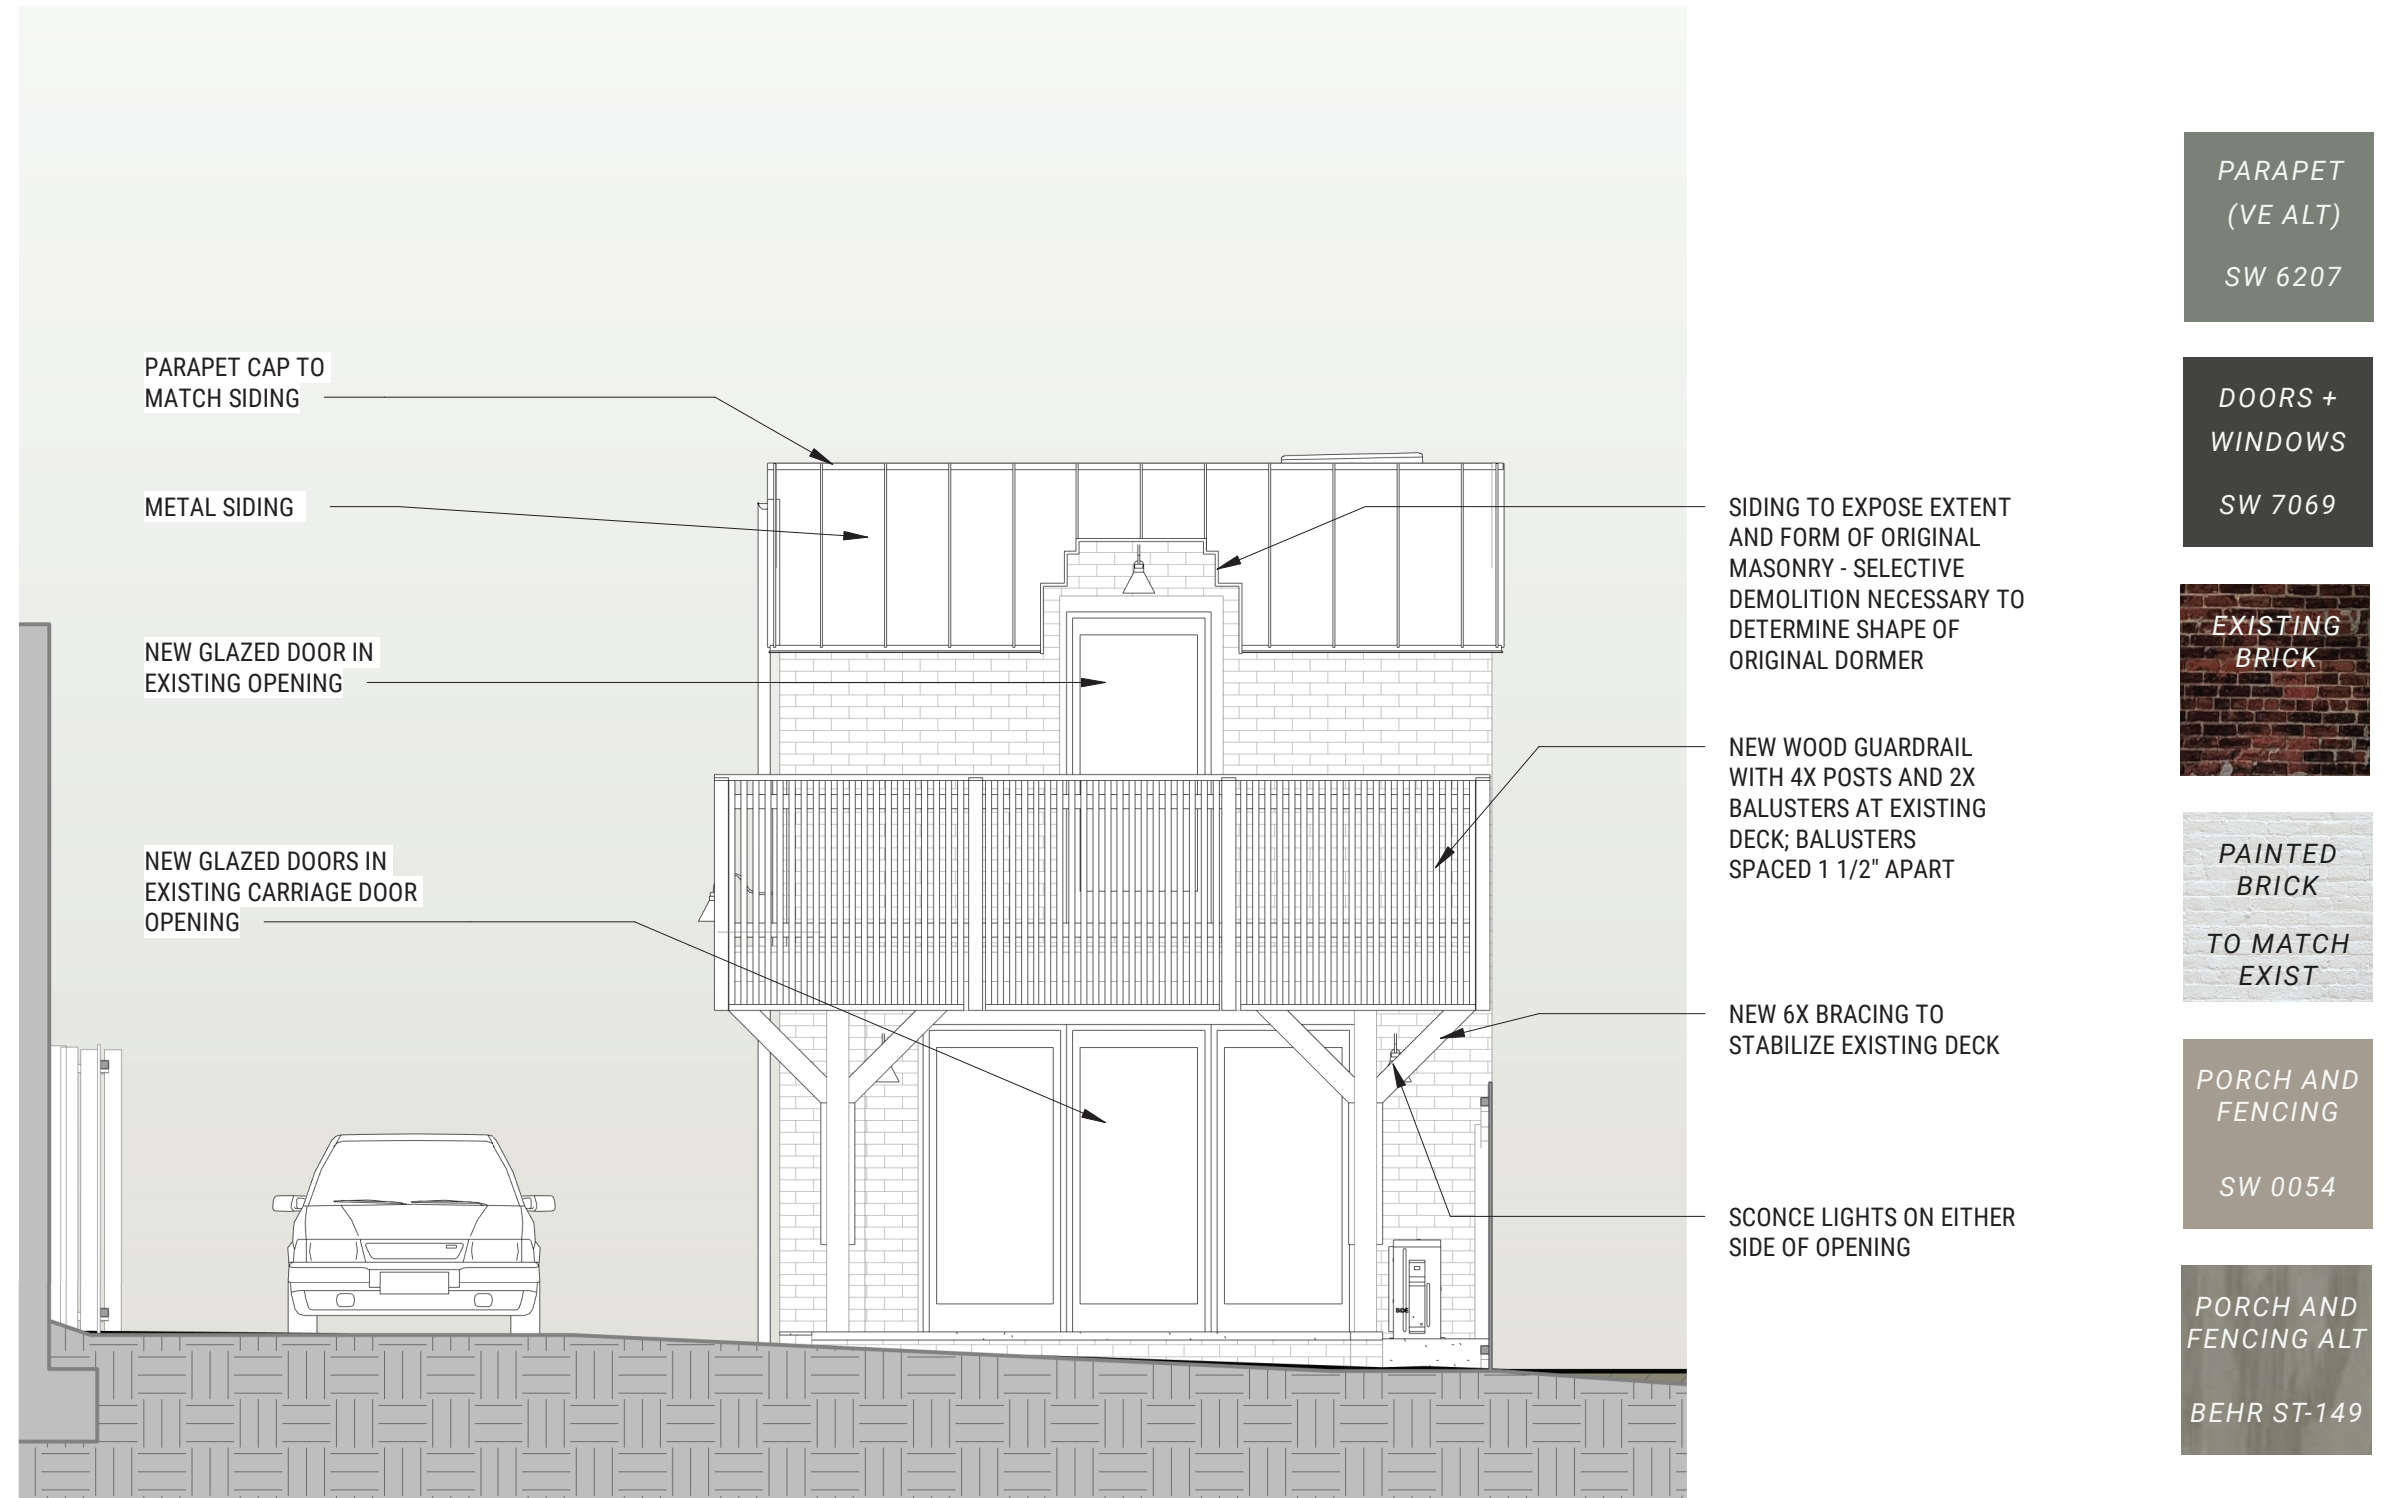 PARAPET CAP TO
MATCH SIDING
METAL SIDING
NEW GLAZED DOOR IN
EXISTING OPENING
NEW GLAZED DOORS IN
EXISTING CARRIAGE DOOR
OPENING
SIDING TO EXPOSE EXTENT
AND FORM OF ORIGINAL
MASONRY - SELECTIVE
DEMOLITION NECESSARY TO
DETERMINE SHAPE OF
ORIGINAL DORMER
NEW WOOD GUARDRAIL
WITH 4X POSTS AND 2X
BALUSTERS AT EXISTING
DECK; BALUSTERS
SPACED 1 1/2" APART
NEW 6X BRACING TO
STABILIZE EXISTING DECK
SCONCE LIGHTS ON EITHER
SIDE OF OPENING
SIDE
PARAPET
(VE ALT)
SW 6207
DOORS +
WINDOWS
SW 7069
EXISTING
BRICK
PAINTED
BRICK
TO MATCH
EXIST
PORCH AND
FENCING
SW 0054
PORCH AND
FENCING ALT
BEHR ST-149